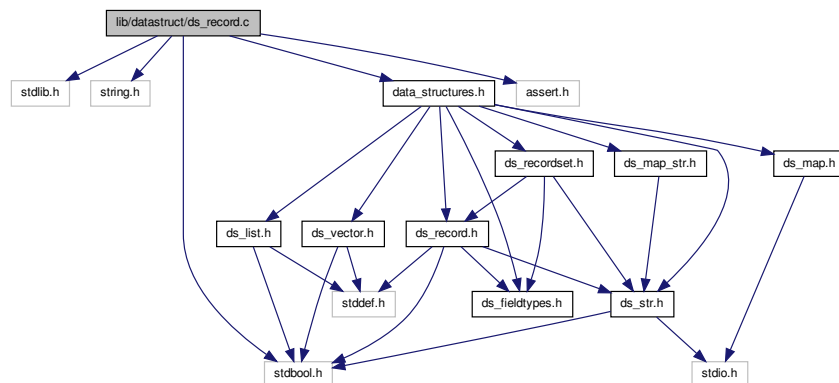 lib/datastruct/ds_record.c
stdlib.h
string.h
data_structures.h
assert.h
ds_recordset.h
ds_map_str.h
ds_map.h
ds_list.h
ds_vector.h
ds_record.h
stddef.h
ds_fieldtypes.h
ds_str.h
stdbool.h
stdio.h